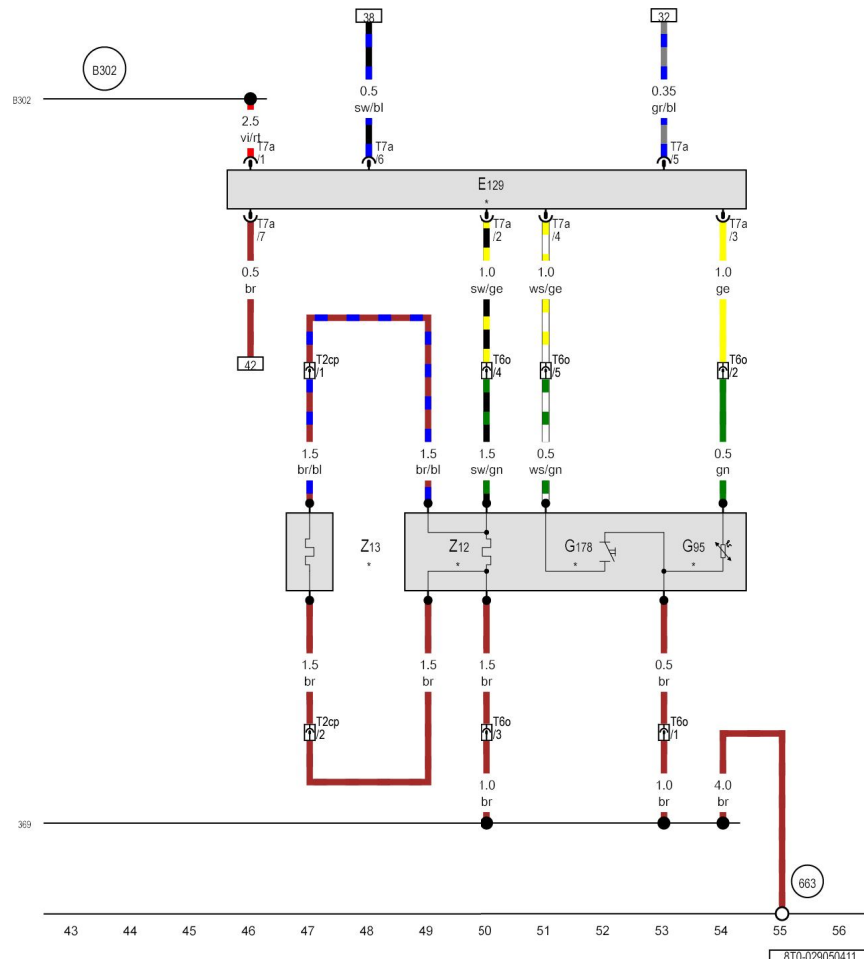 38
32
B302
B302
0.5
sw/bl
0.35
gr/bl
2.5
vi/rt
T7a
/1
T7a
/6
T7a
/5
E129
*
T7a
/7
T7a
/2
T7a
/4
T7a
/3
0.5
br
1.0
sw/ge
1.0
ws/ge
1.0
ge
42
T2cp
/1
T6o
/4
T6o
/5
T6o
/2
1.5
br/bl
1.5
br/bl
1.5
sw/gn
0.5
ws/gn
0.5
gn
Z13
*
Z12
*
G178
*
G95
*
1.5
br
1.5
br
1.5
br
0.5
br
T2cp
/2
T6o
/3
T6o
/1
1.0
br
1.0
br
4.0
br
369
663
43 44 45 46 47 48 49 50 51 52 53 54 55 56
8T0-029050411